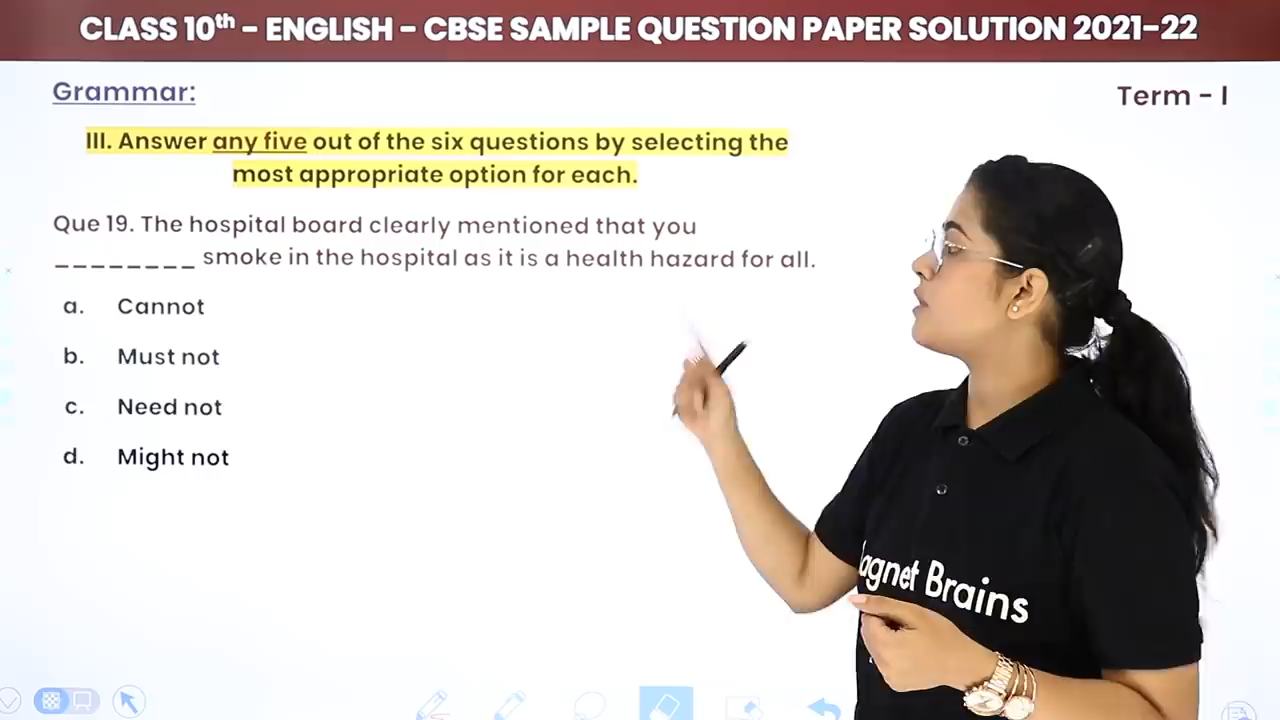 CLASS 10th – ENGLISH – CBSE SAMPLE QUESTION PAPER SOLUTION 2021–22
Grammar:
Term – I
III. Answer any five out of the six questions by selecting the
most appropriate option for each.
Que 19. The hospital board clearly mentioned that you
________ smoke in the hospital as it is a health hazard for all.
a. Cannot
b. Must not
c. Need not
d. Might not
agnet Brains